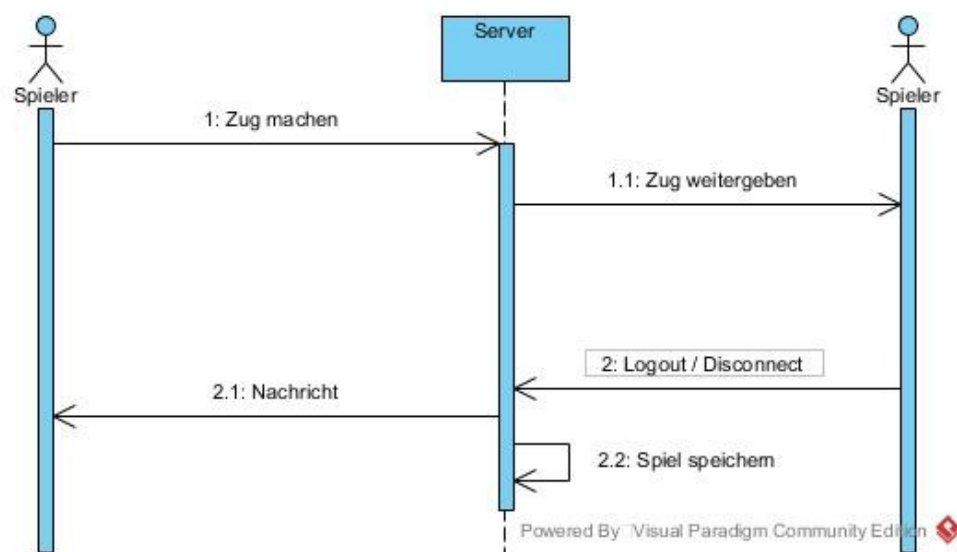 Server
Spieler
Spieler
1: Zug machen
1.1: Zug weitergeben
2: Logout / Disconnect
2.1: Nachricht
2.2: Spiel speichern
Powered By Visual Paradigm Community Edition